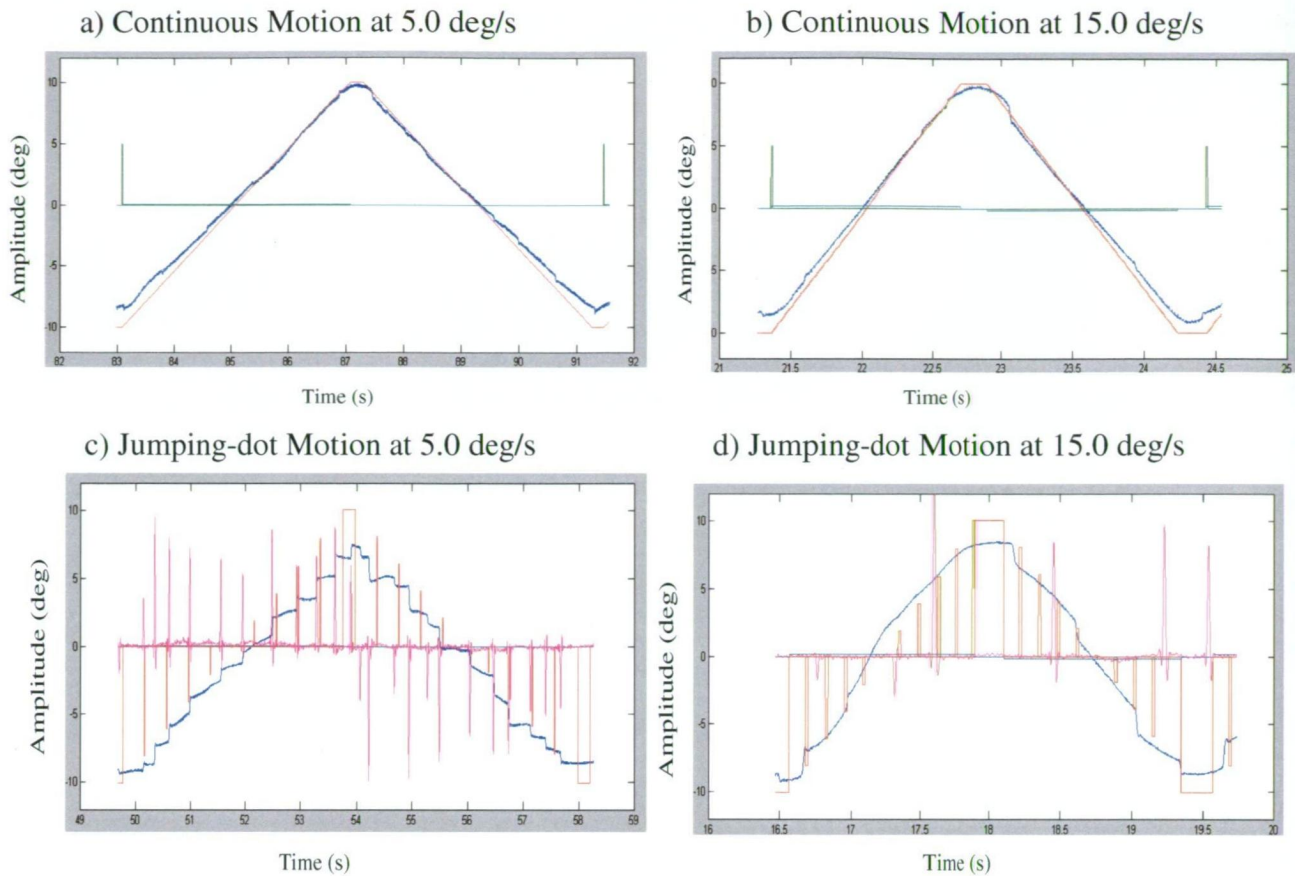 a) Continuous Motion at 5.0 deg/s
b) Continuous Motion at 15.0 deg/s
Amplitude (deg)
10
5
0
-5
-10
82 83 84 85 86 87 88 89 90 91 92
Time (s)
Amplitude (deg)
0
5
0
5
0
21 21.5 22 22.5 23 23.5 24 24.5 25
Time (s)
c) Jumping-dot Motion at 5.0 deg/s
d) Jumping-dot Motion at 15.0 deg/s
Amplitude (deg)
10
5
0
-5
-10
49 50 51 52 53 54 55 56 57 58 59
Time (s)
Amplitude (deg)
10
5
0
-5
-10
16 16.5 17 17.5 18 18.5 19 19.5 20
Time (s)